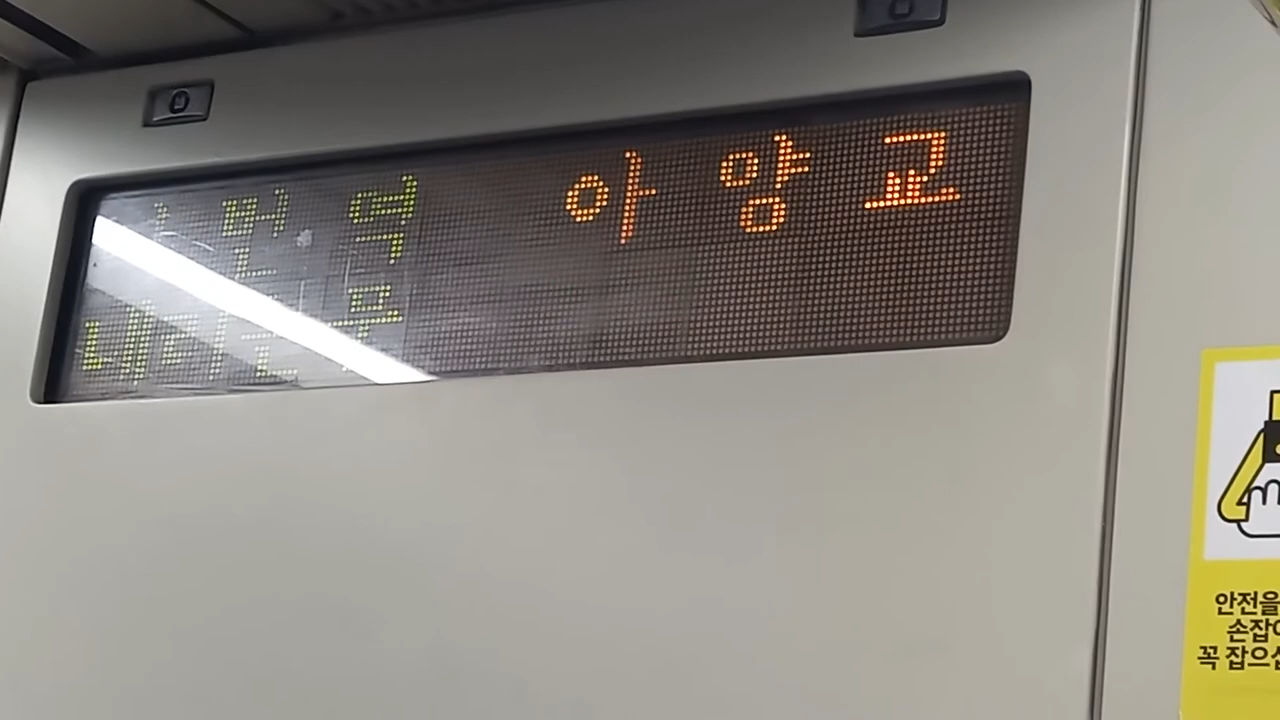 이번역 아양교
내리는문
안전을
손잡이
꼭 잡으십